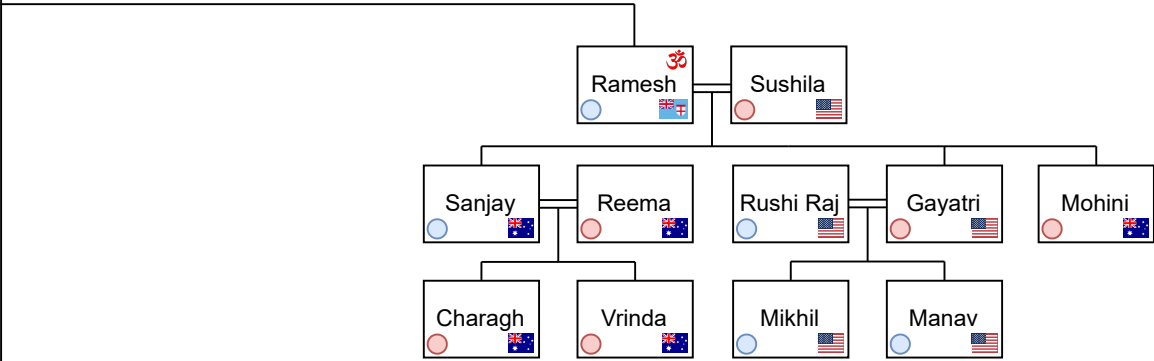 ॐ
Ramesh
Sushila
Sanjay
Reema
Rushi Raj
Gayatri
Mohini
Charagh
Vrinda
Mikhil
Manav